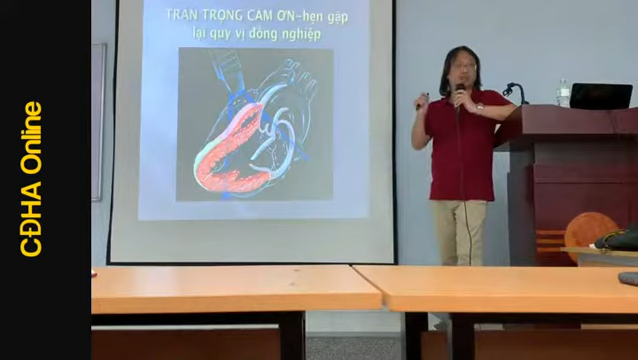 TRÂN TRỌNG CẢM ƠN-hẹn gặp
lại quý vị đồng nghiệp
CĐHA Online